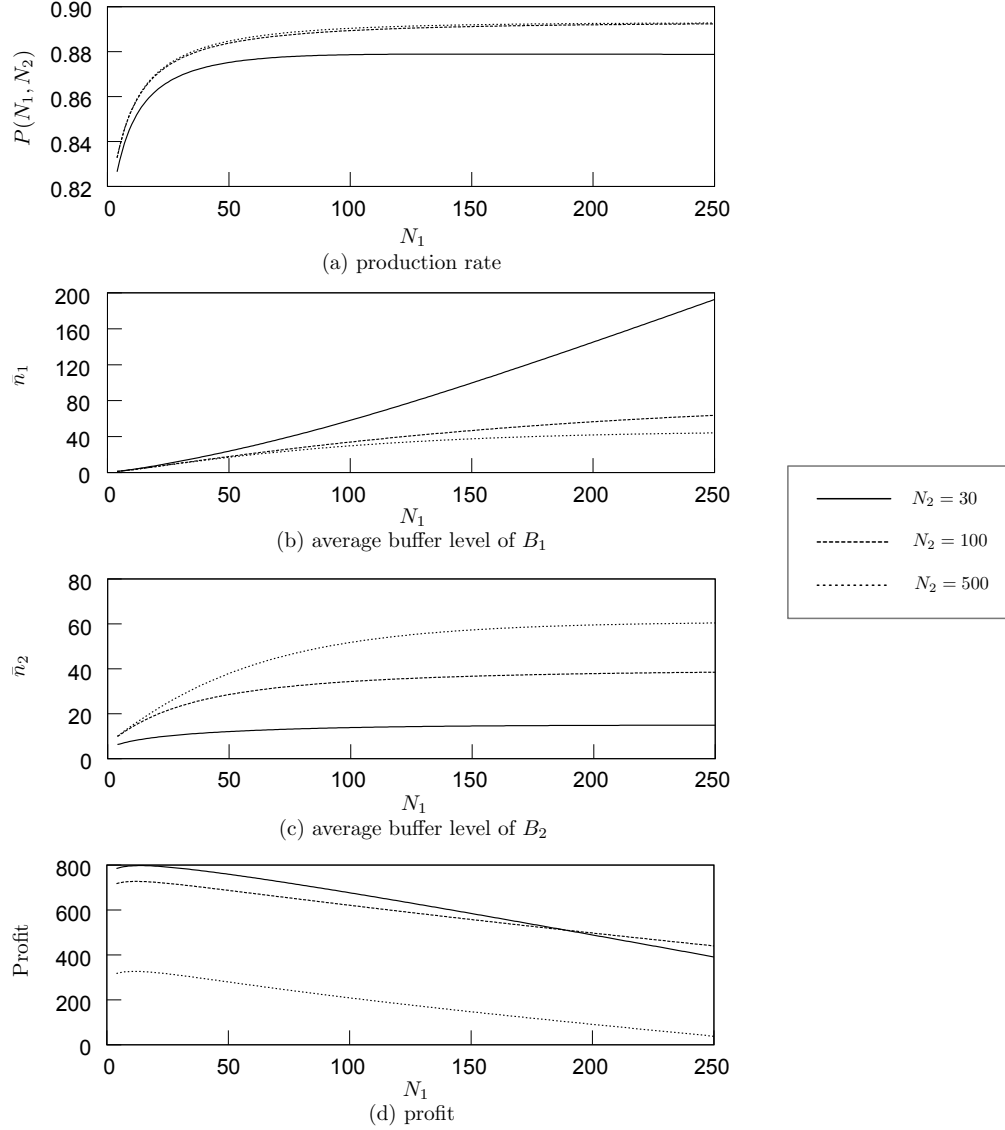 0.90
0.88
0.86
0.84
0.82
P(N₁, N₂)
0 50 100 150 200 250
N₁
(a) production rate
200
160
120
80
40
0
n̄₁
0 50 100 150 200 250
N₁
(b) average buffer level of B₁
N₂ = 30
N₂ = 100
N₂ = 500
80
60
40
20
0
n̄₂
0 50 100 150 200 250
N₁
(c) average buffer level of B₂
800
600
400
200
0
Profit
0 50 100 150 200 250
N₁
(d) profit